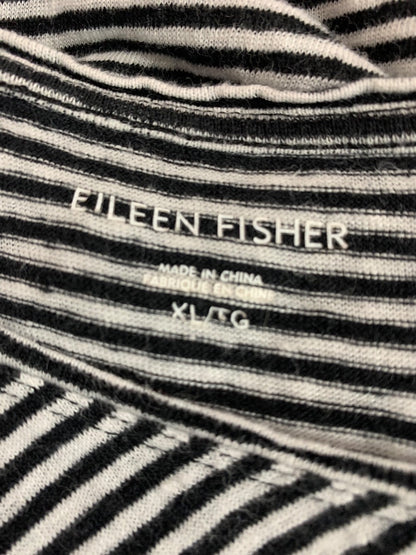 EILEEN FISHER
MADE IN CHINA
FABRIQUE EN CHINE
XL/TG